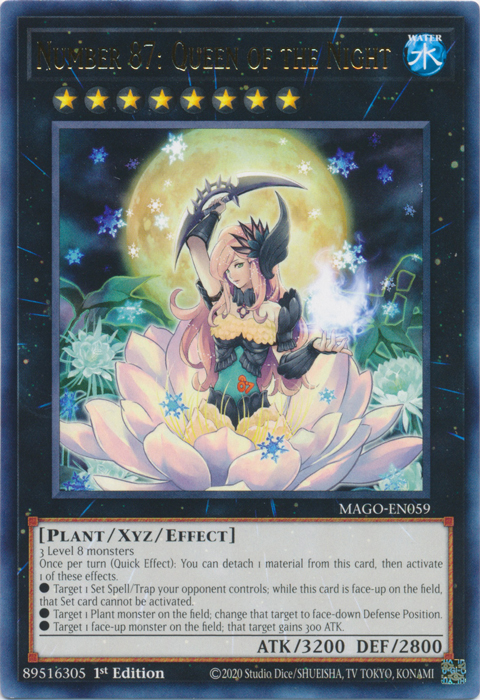 Number 87: Queen of the Night
WATER
水
87
MAGO-EN059
[Plant/Xyz/Effect]
3 Level 8 monsters
Once per turn (Quick Effect): You can detach 1 material from this card, then activate
1 of these effects.
● Target 1 Set Spell/Trap your opponent controls; while this card is face-up on the field,
that Set card cannot be activated.
● Target 1 Plant monster on the field; change that target to face-down Defense Position.
● Target 1 face-up monster on the field; that target gains 300 ATK.
ATK/3200 DEF/2800
89516305 1st Edition ©2020 Studio Dice/SHUEISHA, TV TOKYO, KONAMI